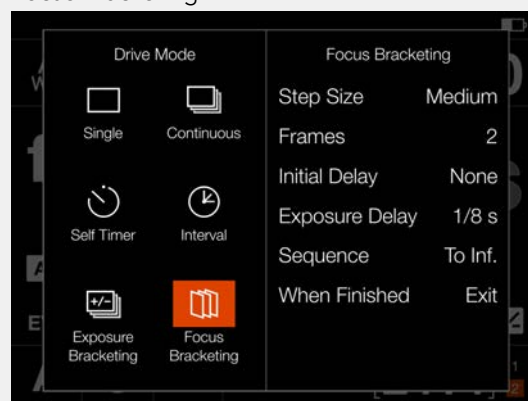 Drive Mode
Single
Continuous
Self Timer
Interval
+/-
Exposure
Bracketing
Focus
Bracketing
Focus Bracketing
Step Size Medium
Frames 2
Initial Delay None
Exposure Delay 1/8 s
Sequence To Inf.
When Finished Exit